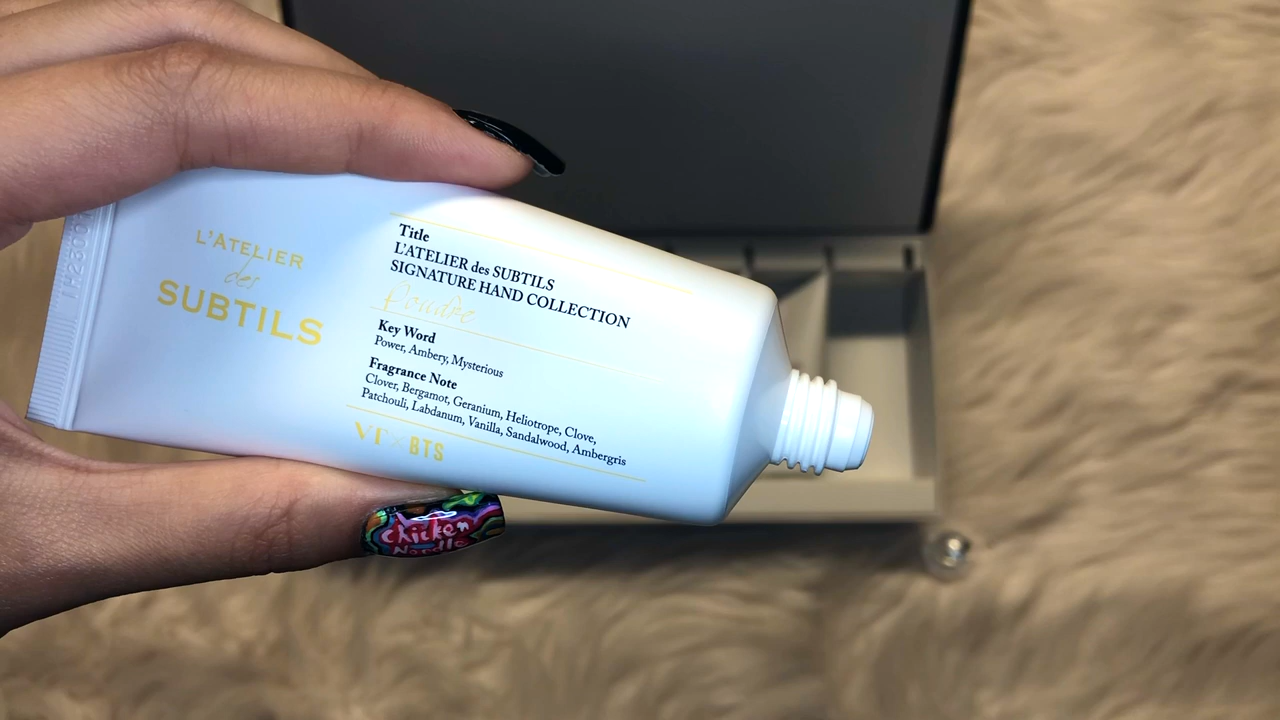 L'ATELIER
des
SUBTILS
Title
L'ATELIER des SUBTILS
SIGNATURE HAND COLLECTION
Poudre
Key Word
Power, Ambery, Mysterious
Fragrance Note
Clover, Bergamot, Geranium, Heliotrope, Clove,
Patchouli, Labdanum, Vanilla, Sandalwood, Ambergris
VT × BTS
Chicken
Noodle